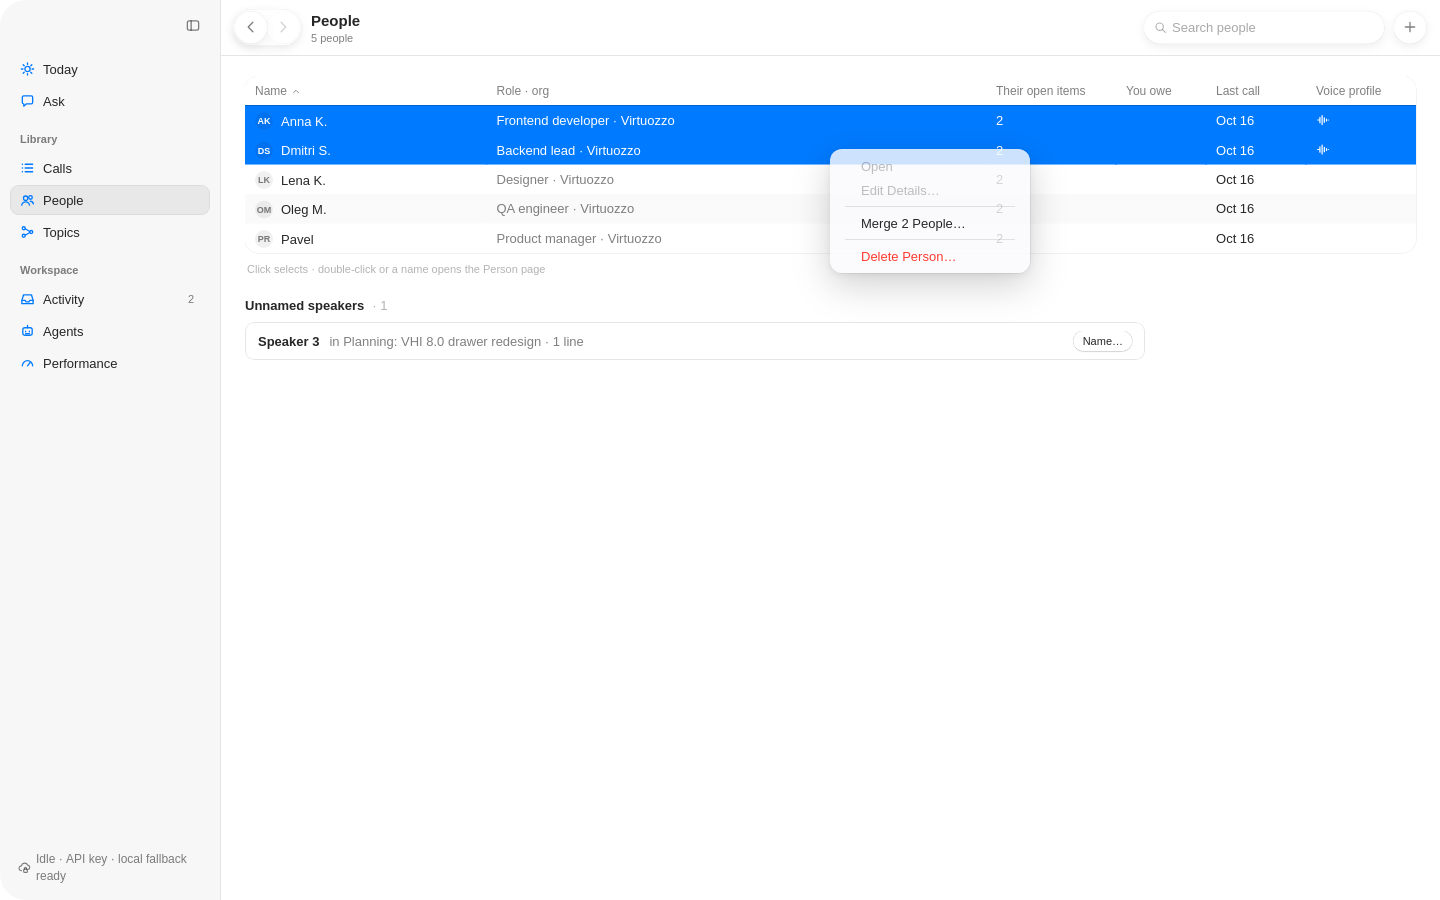 People
5 people
Search people
Today
Ask
Library
Calls
People
Topics
Workspace
Activity 2
Agents
Performance
Idle · API key · local fallback
ready
Name Role · org Their open items You owe Last call Voice profile
AK Anna K. Frontend developer · Virtuozzo 2 Oct 16
DS Dmitri S. Backend lead · Virtuozzo 2 Oct 16
LK Lena K. Designer · Virtuozzo 2 Oct 16
OM Oleg M. QA engineer · Virtuozzo 2 Oct 16
PR Pavel Product manager · Virtuozzo 2 Oct 16
Open
Edit Details…
Merge 2 People…
Delete Person…
Click selects · double-click or a name opens the Person page
Unnamed speakers · 1
Speaker 3 in Planning: VHI 8.0 drawer redesign · 1 line Name…